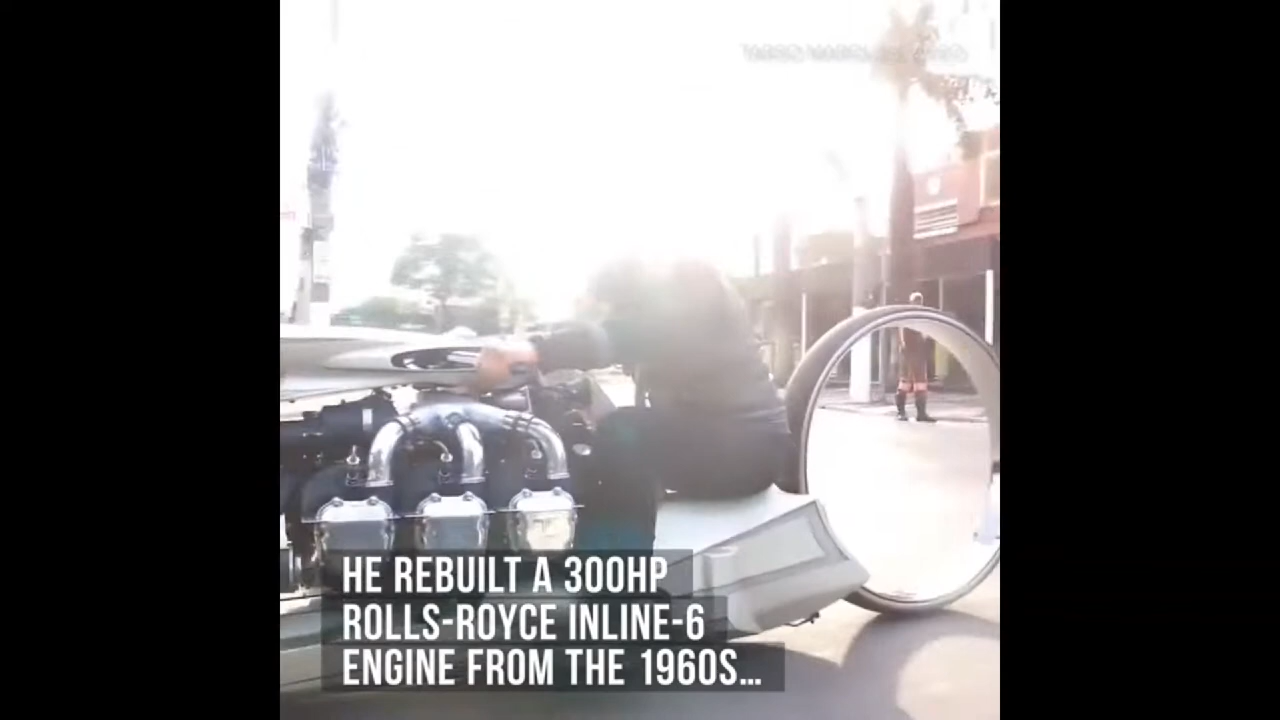 HE REBUILT A 300HP
ROLLS-ROYCE INLINE-6
ENGINE FROM THE 1960S...